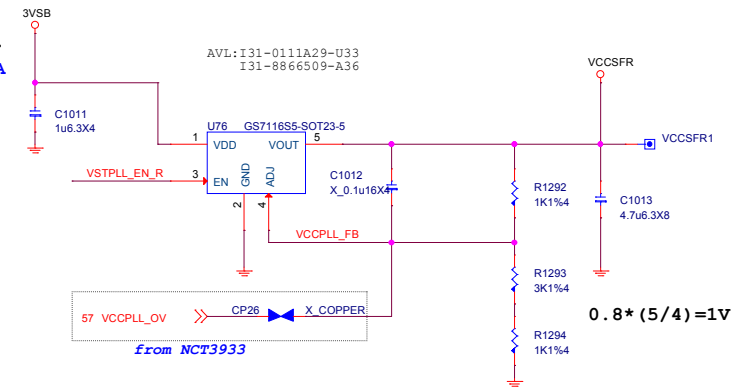 3VSB
AVL:I31-0111A29-U33
I31-8866509-A36
VCCSFR
A
C1011
1u6.3X4
U76 GS7116S5-SOT23-5
1 VDD VOUT 5
VCCSFR1
VSTPLL_EN_R 3 EN GND ADJ
2 4
C1012
X_0.1u16X4
R1292
1K1%4
C1013
4.7u6.3X8
VCCPLL_FB
R1293
3K1%4
57 VCCPLL_OV CP26 X_COPPER
0.8*(5/4)=1V
from NCT3933
R1294
1K1%4